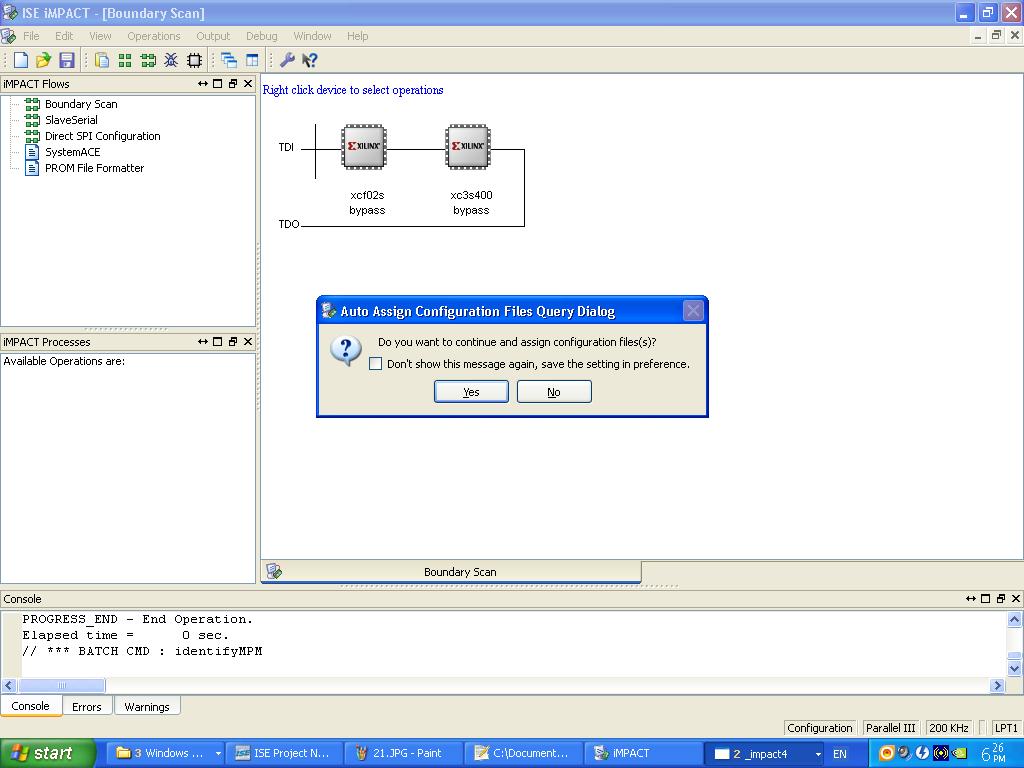 ISE iMPACT - [Boundary Scan]
File Edit View Operations Output Debug Window Help
iMPACT Flows
Boundary Scan
SlaveSerial
Direct SPI Configuration
SystemACE
PROM File Formatter
Right click device to select operations
TDI
XILINX XILINX
xcf02s xc3s400
bypass bypass
TDO
Auto Assign Configuration Files Query Dialog
Do you want to continue and assign configuration files(s)?
Don't show this message again, save the setting in preference.
Yes No
iMPACT Processes
Available Operations are:
Boundary Scan
Console
PROGRESS_END - End Operation.
Elapsed time = 0 sec.
// *** BATCH CMD : identifyMPM
Console Errors Warnings
Configuration Parallel III 200 KHz LPT1
start 3 Windows ... ISE Project N... 21.JPG - Paint C:\Document... iMPACT 2 _impact4 EN 6 26 PM